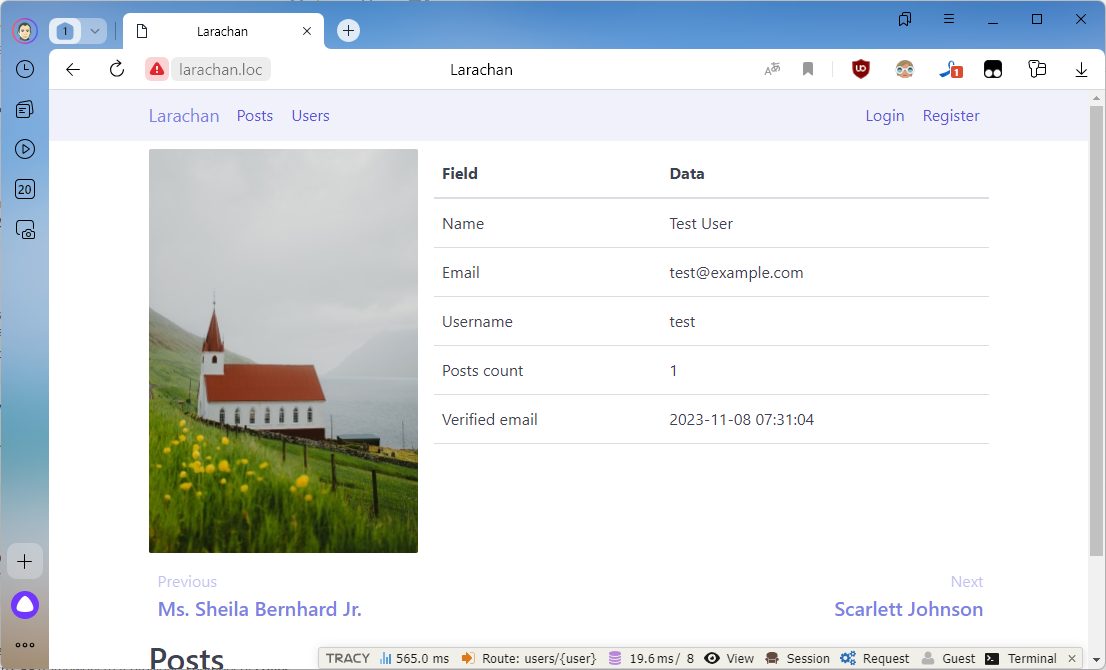 1 Larachan
larachan.loc Larachan
1
20
Larachan Posts Users Login Register
Field Data
Name Test User
Email test@example.com
Username test
Posts count 1
Verified email 2023-11-08 07:31:04
Previous Next
Ms. Sheila Bernhard Jr. Scarlett Johnson
Posts
TRACY 565.0 ms Route: users/{user} 19.6 ms / 8 View Session Request Guest Terminal